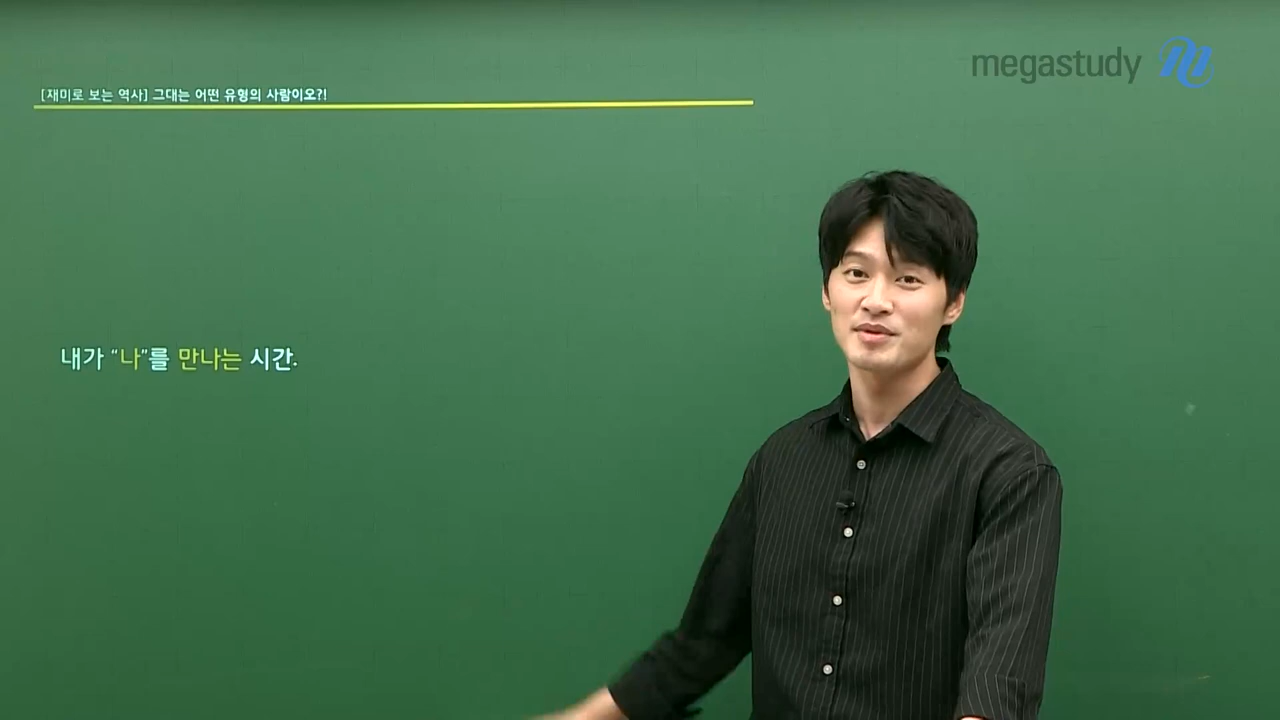 megastudy
[재미로 보는 역사] 그대는 어떤 유형의 사람이오?!
내가 “나”를 만나는 시간.